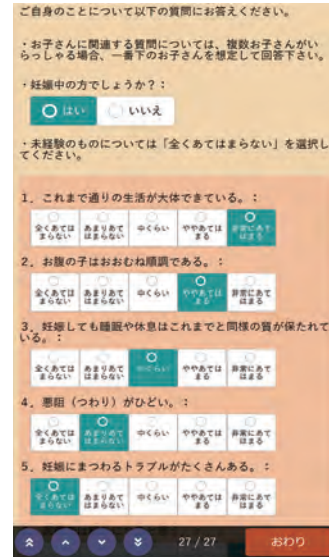 ご自身のことについて以下の質問にお答えください。
・お子さんに関連する質問については、複数お子さんがい
らっしゃる場合、一番下のお子さんを想定して回答下さい。
・妊娠中の方でしょうか?：
はい いいえ
・未経験のものについては「全くあてはまらない」を選択し
てください。
1. これまで通りの生活が大体できている。：
全くあては あまりあて 中くらい ややあては 非常にあて
まらない はまらない まる はまる
2. お腹の子はおおむね順調である。：
全くあては あまりあて 中くらい ややあては 非常にあて
まらない はまらない まる はまる
3. 妊娠しても睡眠や休息はこれまでと同様の質が保たれて
いる。：
全くあては あまりあて 中くらい ややあては 非常にあて
まらない はまらない まる はまる
4. 悪阻（つわり）がひどい。：
全くあては あまりあて 中くらい ややあては 非常にあて
まらない はまらない まる はまる
5. 妊娠にまつわるトラブルがたくさんある。：
全くあては あまりあて 中くらい ややあては 非常にあて
まらない はまらない まる はまる
27 / 27 おわり